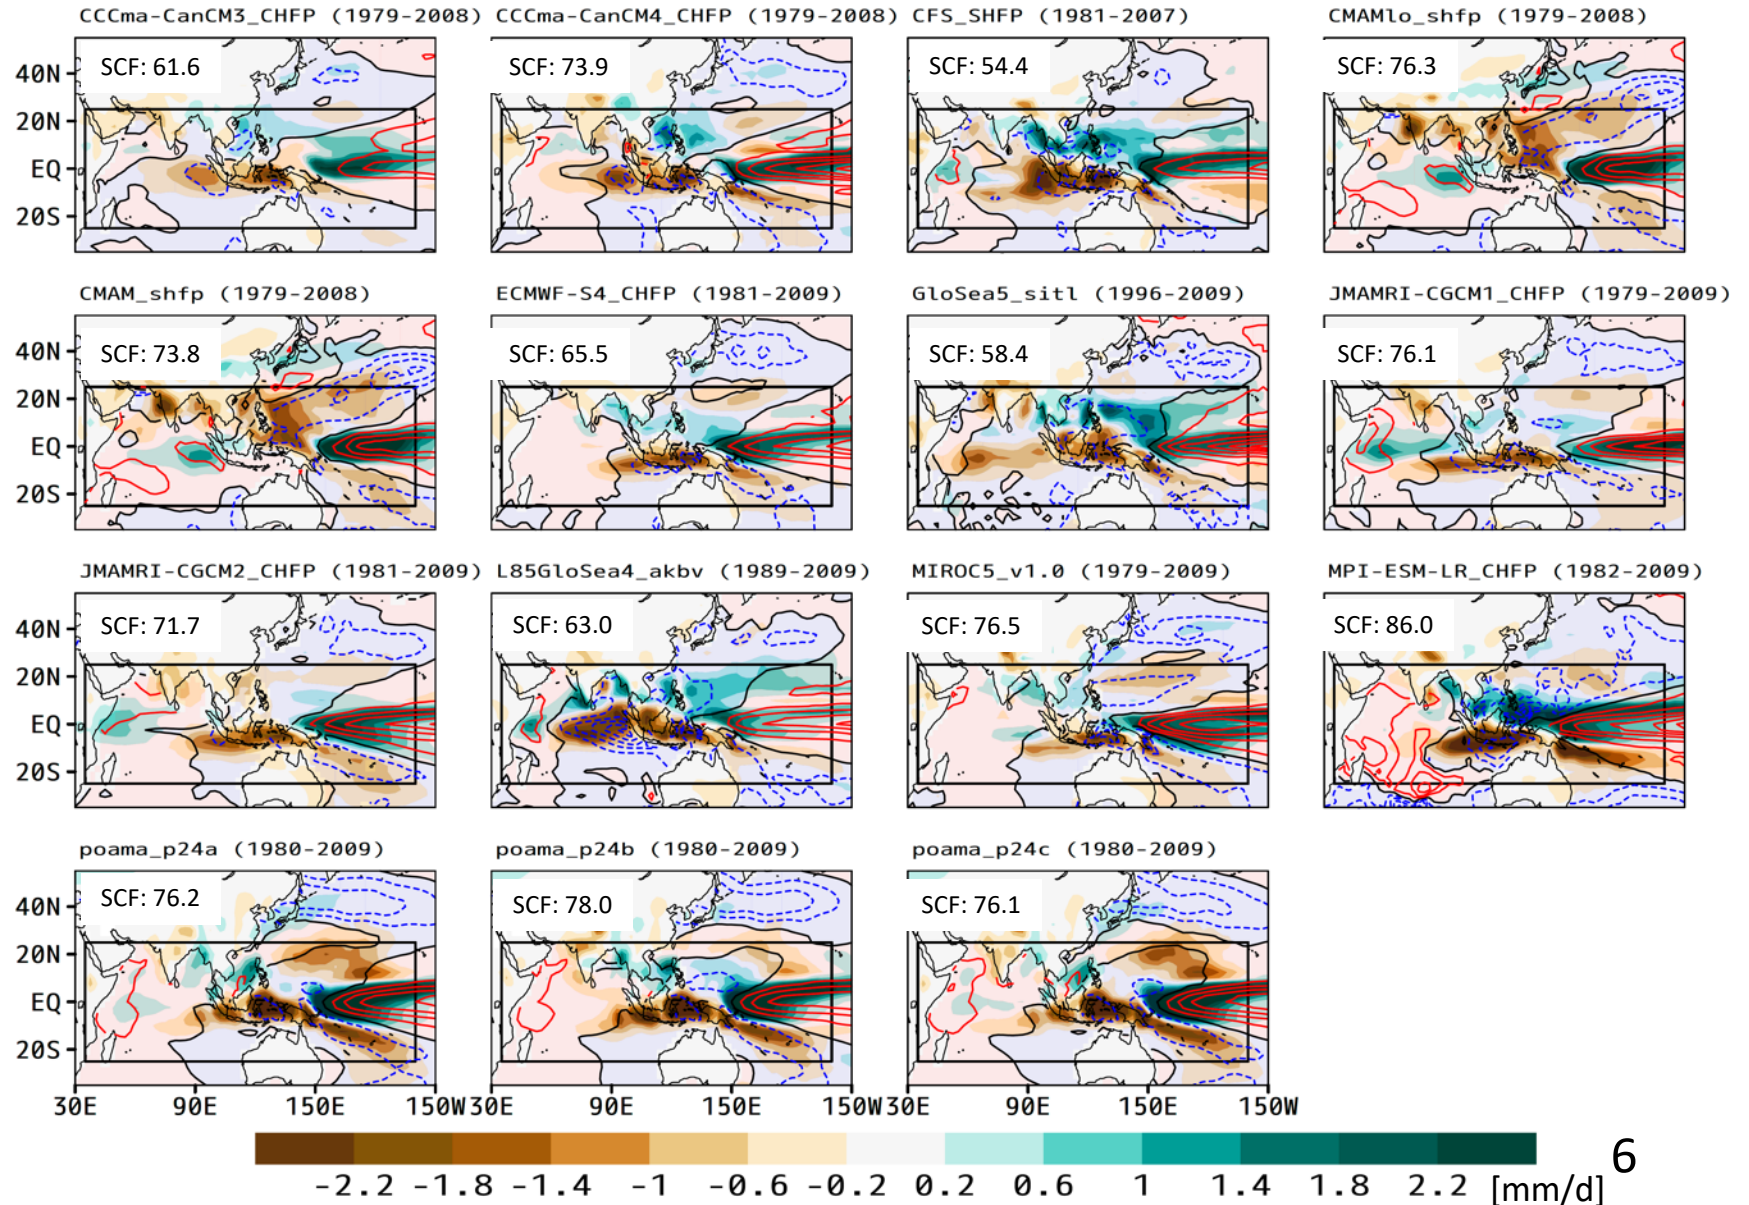 CCCma-CanCM3_CHFP (1979-2008) CCCma-CanCM4_CHFP (1979-2008) CFS_SHFP (1981-2007) CMAMlo_shfp (1979-2008)
SCF: 61.6 SCF: 73.9 SCF: 54.4 SCF: 76.3
40N
20N
EQ
20S
CMAM_shfp (1979-2008) ECMWF-S4_CHFP (1981-2009) GloSea5_sitl (1996-2009) JMAMRI-CGCM1_CHFP (1979-2009)
SCF: 73.8 SCF: 65.5 SCF: 58.4 SCF: 76.1
40N
20N
EQ
20S
JMAMRI-CGCM2_CHFP (1981-2009) L85GloSea4_akbv (1989-2009) MIROC5_v1.0 (1979-2009) MPI-ESM-LR_CHFP (1982-2009)
SCF: 71.7 SCF: 63.0 SCF: 76.5 SCF: 86.0
40N
20N
EQ
20S
poama_p24a (1980-2009) poama_p24b (1980-2009) poama_p24c (1980-2009)
SCF: 76.2 SCF: 78.0 SCF: 76.1
40N
20N
EQ
20S
30E 90E 150E 150W 30E 90E 150E 150W 30E 90E 150E 150W
-2.2 -1.8 -1.4 -1 -0.6 -0.2 0.2 0.6 1 1.4 1.8 2.2 [mm/d]
6